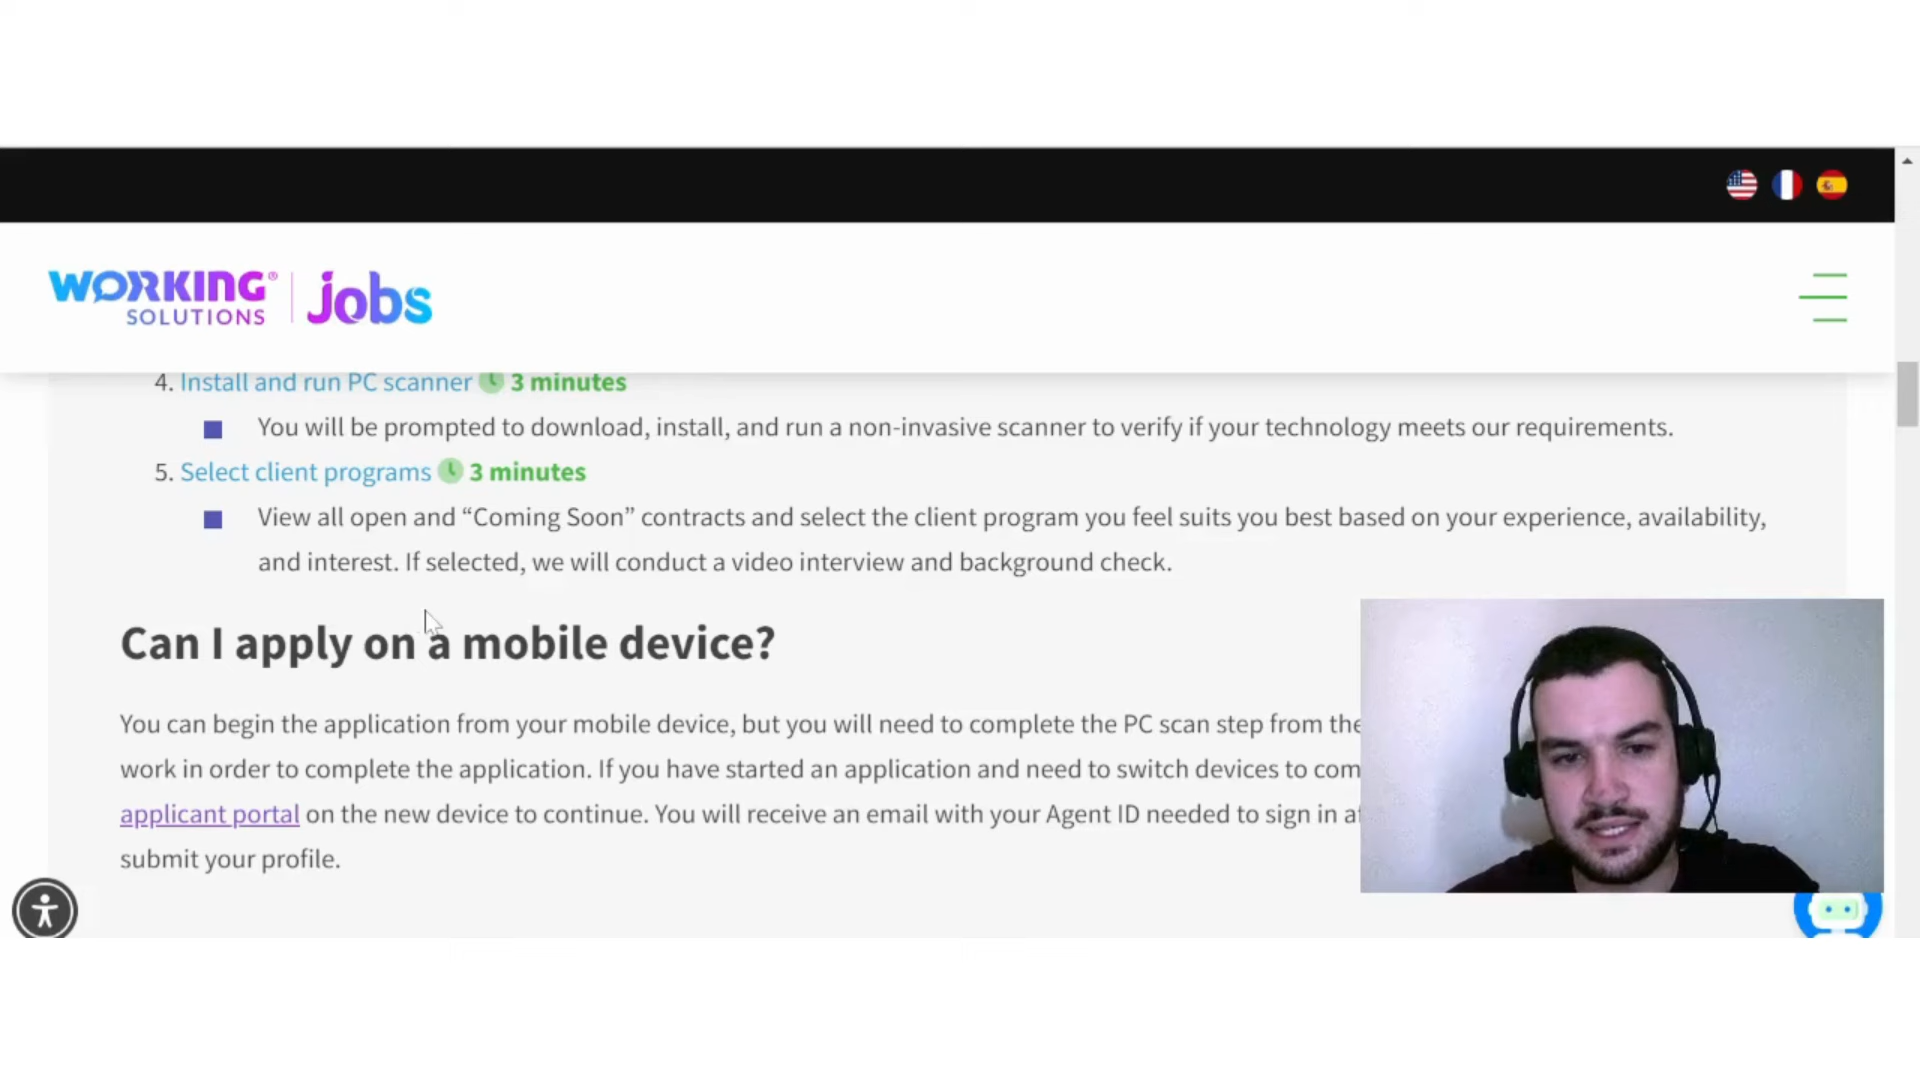 WORKING® SOLUTIONS | jobs
4. Install and run PC scanner 3 minutes
You will be prompted to download, install, and run a non-invasive scanner to verify if your technology meets our requirements.
5. Select client programs 3 minutes
View all open and “Coming Soon” contracts and select the client program you feel suits you best based on your experience, availability,
and interest. If selected, we will conduct a video interview and background check.
Can I apply on a mobile device?
You can begin the application from your mobile device, but you will need to complete the PC scan step from the
work in order to complete the application. If you have started an application and need to switch devices to com
applicant portal on the new device to continue. You will receive an email with your Agent ID needed to sign in
submit your profile.